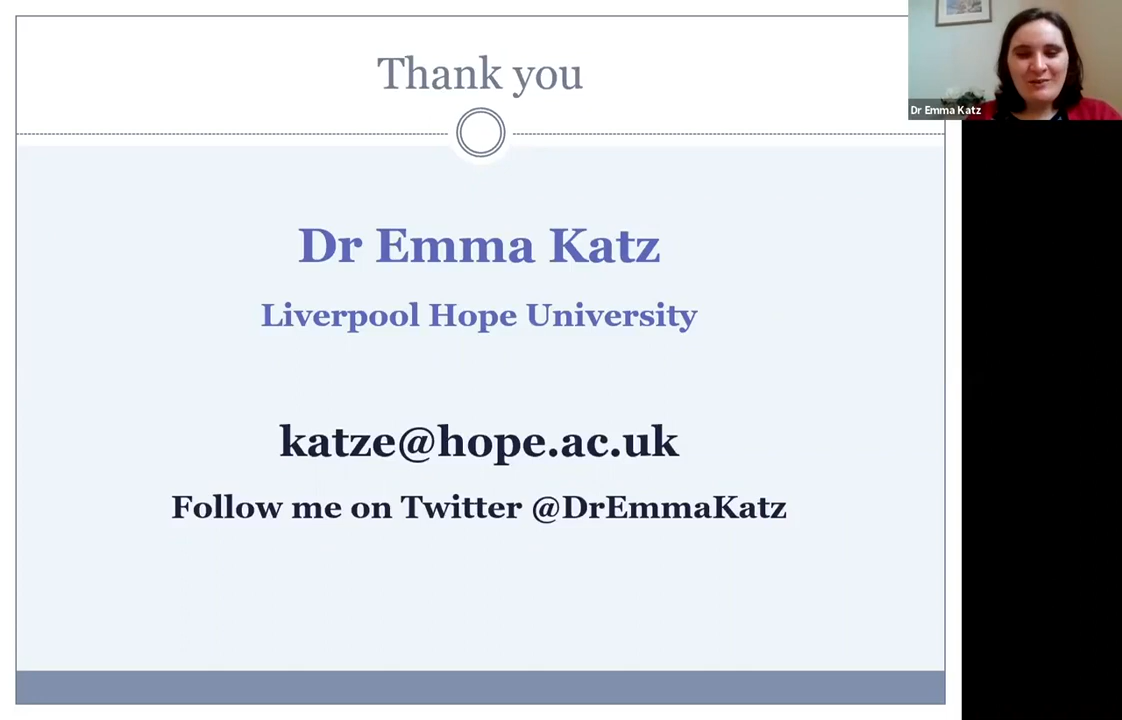 Thank you
Dr Emma Katz
Dr Emma Katz
Liverpool Hope University
katze@hope.ac.uk
Follow me on Twitter @DrEmmaKatz